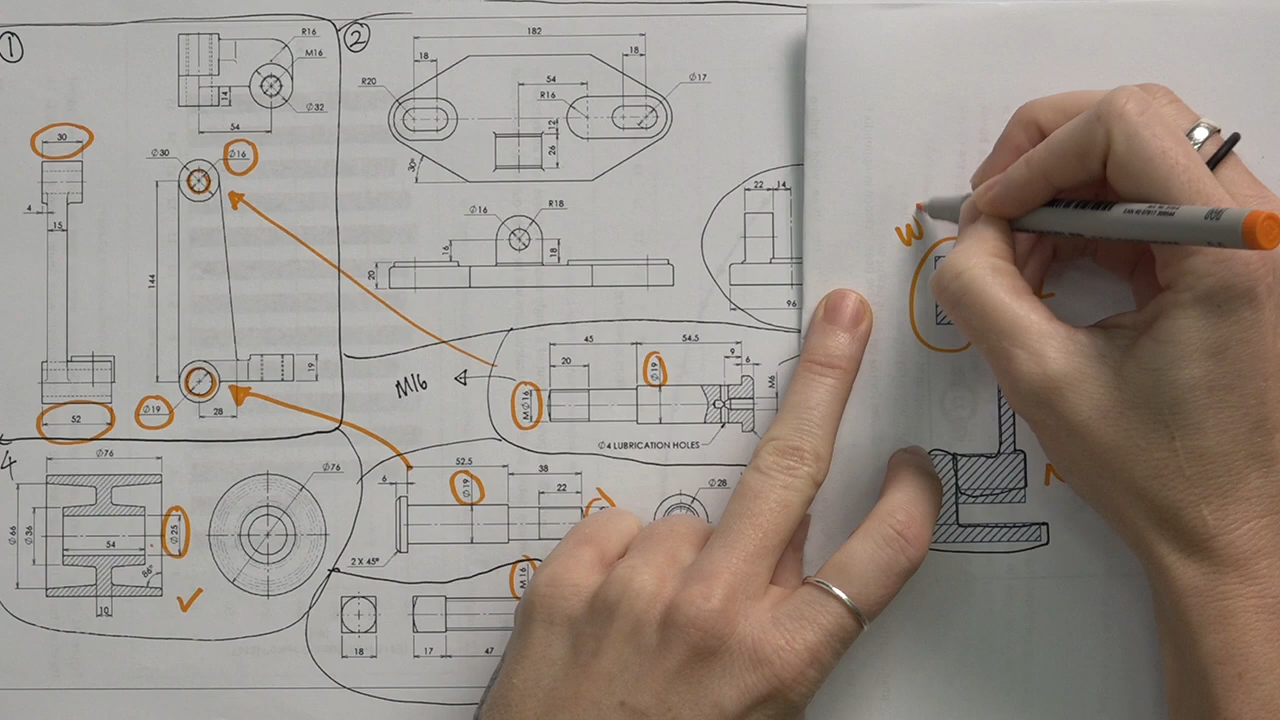 1
R16
M16
14
Ø32
54
30
Ø30
Ø16
4
15
144
19
52
Ø19
28
2
182
18
18
R20
Ø17
54
R16
12
26
30°
Ø16
R18
16
18
20
22
14
96
M16
45
54.5
20
9
6
Ø19
MØ16
M6
Ø4 LUBRICATION HOLES
4
Ø76
Ø66
Ø36
54
Ø25
86°
10
Ø76
52.5
38
6
22
Ø19
2 X 45°
Ø28
M16
18
17
47
W